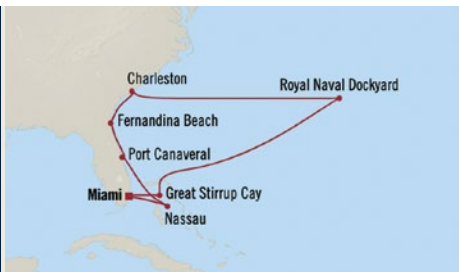 Charleston
Royal Naval Dockyard
Fernandina Beach
Port Canaveral
Miami
Great Stirrup Cay
Nassau